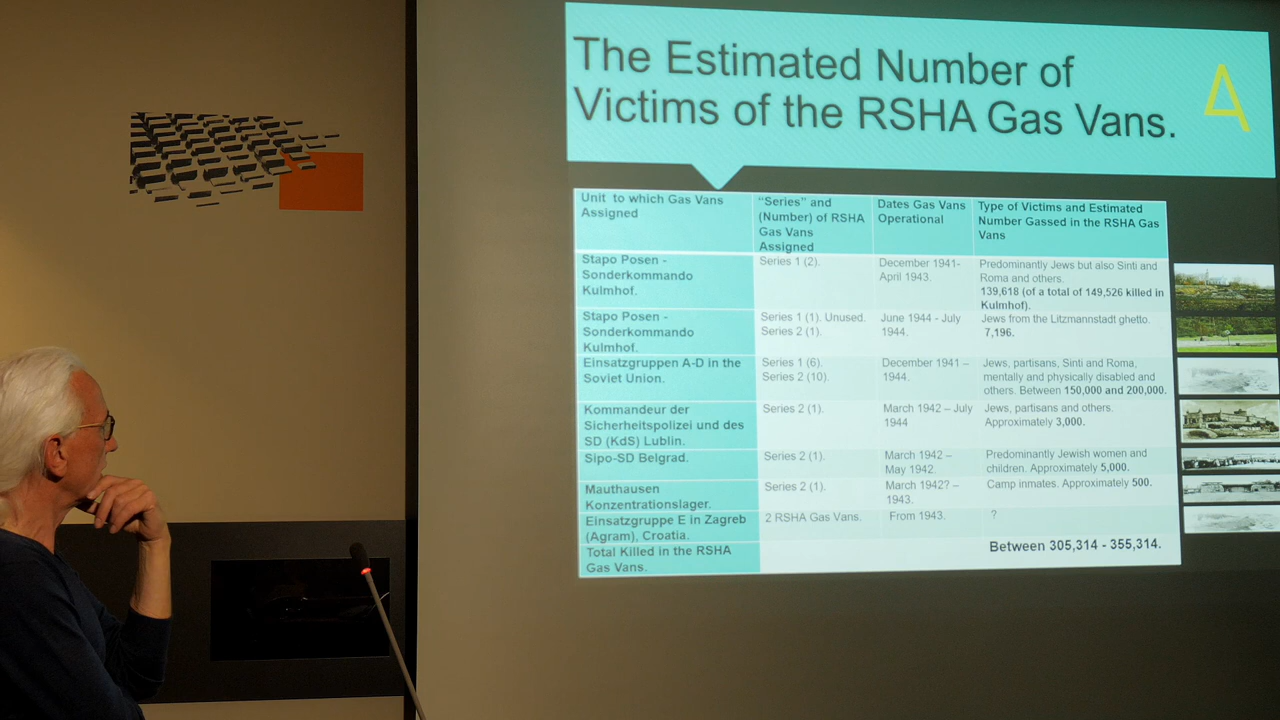 The Estimated Number of
Victims of the RSHA Gas Vans.
Unit to which Gas Vans
Assigned
"Series" and
(Number) of RSHA
Gas Vans
Assigned
Dates Gas Vans
Operational
Type of Victims and Estimated
Number Gassed in the RSHA Gas
Vans
Stapo Posen -
Sonderkommando
Kulmhof.
Series 1 (2).
December 1941-
April 1943.
Predominantly Jews but also Sinti and
Roma and others.
139,618 (of a total of 149,526 killed in
Kulmhof).
Stapo Posen -
Sonderkommando
Kulmhof.
Series 1 (1). Unused.
Series 2 (1).
June 1944 - July
1944.
Jews from the Litzmannstadt ghetto.
7,196.
Einsatzgruppen A-D in the
Soviet Union.
Series 1 (6).
Series 2 (10).
December 1941 –
1944.
Jews, partisans, Sinti and Roma,
mentally and physically disabled and
others. Between 150,000 and 200,000.
Kommandeur der
Sicherheitspolizei und des
SD (KdS) Lublin.
Series 2 (1).
March 1942 – July
1944
Jews, partisans and others.
Approximately 3,000.
Sipo-SD Belgrad.
Series 2 (1).
March 1942 –
May 1942.
Predominantly Jewish women and
children. Approximately 5,000.
Mauthausen
Konzentrationslager.
Series 2 (1).
March 1942? –
1943.
Camp inmates. Approximately 500.
Einsatzgruppe E in Zagreb
(Agram), Croatia.
2 RSHA Gas Vans.
From 1943.
?
Total Killed in the RSHA
Gas Vans.
Between 305,314 - 355,314.